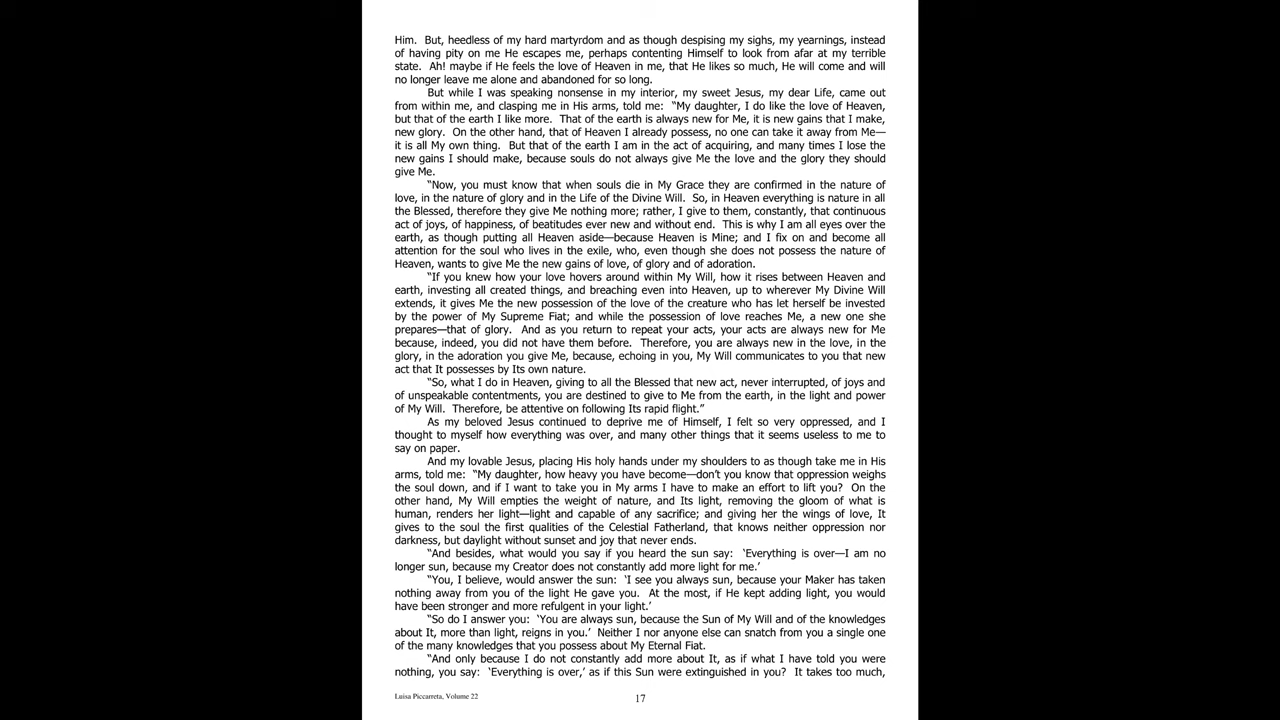 Him.  But, heedless of my hard martyrdom and as though despising my sighs, my yearnings, instead
of having pity on me He escapes me, perhaps contenting Himself to look from afar at my terrible
state.  Ah! maybe if He feels the love of Heaven in me, that He likes so much, He will come and will
no longer leave me alone and abandoned for so long.
But while I was speaking nonsense in my interior, my sweet Jesus, my dear Life, came out
from within me, and clasping me in His arms, told me:  “My daughter, I do like the love of Heaven,
but that of the earth I like more.  That of the earth is always new for Me, it is new gains that I make,
new glory.  On the other hand, that of Heaven I already possess, no one can take it away from Me—
it is all My own thing.  But that of the earth I am in the act of acquiring, and many times I lose the
new gains I should make, because souls do not always give Me the love and the glory they should
give Me.
“Now, you must know that when souls die in My Grace they are confirmed in the nature of
love, in the nature of glory and in the Life of the Divine Will.  So, in Heaven everything is nature in all
the Blessed, therefore they give Me nothing more; rather, I give to them, constantly, that continuous
act of joys, of happiness, of beatitudes ever new and without end.  This is why I am all eyes over the
earth, as though putting all Heaven aside—because Heaven is Mine; and I fix on and become all
attention for the soul who lives in the exile, who, even though she does not possess the nature of
Heaven, wants to give Me the new gains of love, of glory and of adoration.
“If you knew how your love hovers around within My Will, how it rises between Heaven and
earth, investing all created things, and breaching even into Heaven, up to wherever My Divine Will
extends, it gives Me the new possession of the love of the creature who has let herself be invested
by the power of My Supreme Fiat; and while the possession of love reaches Me, a new one she
prepares—that of glory.  And as you return to repeat your acts, your acts are always new for Me
because, indeed, you did not have them before.  Therefore, you are always new in the love, in the
glory, in the adoration you give Me, because, echoing in you, My Will communicates to you that new
act that It possesses by Its own nature.
“So, what I do in Heaven, giving to all the Blessed that new act, never interrupted, of joys and
of unspeakable contentments, you are destined to give to Me from the earth, in the light and power
of My Will.  Therefore, be attentive on following Its rapid flight.”
As my beloved Jesus continued to deprive me of Himself, I felt so very oppressed, and I
thought to myself how everything was over, and many other things that it seems useless to me to
say on paper.
And my lovable Jesus, placing His holy hands under my shoulders to as though take me in His
arms, told me:  “My daughter, how heavy you have become—don’t you know that oppression weighs
the soul down, and if I want to take you in My arms I have to make an effort to lift you?  On the
other hand, My Will empties the weight of nature, and Its light, removing the gloom of what is
human, renders her light—light and capable of any sacrifice; and giving her the wings of love, It
gives to the soul the first qualities of the Celestial Fatherland, that knows neither oppression nor
darkness, but daylight without sunset and joy that never ends.
“And besides, what would you say if you heard the sun say:  ‘Everything is over—I am no
longer sun, because my Creator does not constantly add more light for me.’
“You, I believe, would answer the sun:  ‘I see you always sun, because your Maker has taken
nothing away from you of the light He gave you.  At the most, if He kept adding light, you would
have been stronger and more refulgent in your light.’
“So do I answer you:  ‘You are always sun, because the Sun of My Will and of the knowledges
about It, more than light, reigns in you.’  Neither I nor anyone else can snatch from you a single one
of the many knowledges that you possess about My Eternal Fiat.
“And only because I do not constantly add more about It, as if what I have told you were
nothing, you say:  ‘Everything is over,’ as if this Sun were extinguished in you?  It takes too much,
Luisa Piccarreta, Volume 22
17